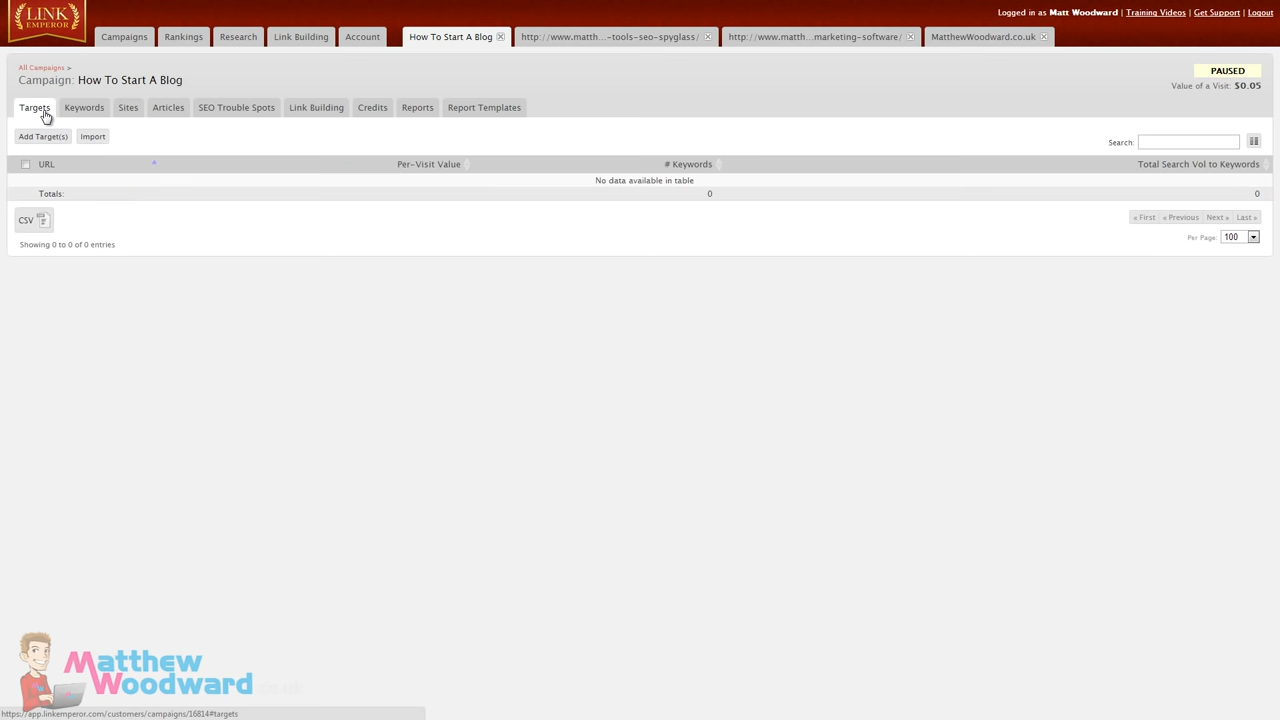 LINK
EMPEROR
Logged in as Matt Woodward | Training Videos | Get Support | Logout
Campaigns Rankings Research Link Building Account How To Start A Blog http://www.matth...-tools-seo-spyglass/ http://www.matth...marketing-software/ MatthewWoodward.co.uk
All Campaigns >
Campaign: How To Start A Blog
PAUSED
Value of a Visit: $0.05
Targets Keywords Sites Articles SEO Trouble Spots Link Building Credits Reports Report Templates
Add Target(s) Import
Search:
URL Per-Visit Value # Keywords Total Search Vol to Keywords
No data available in table
Totals: 0 0
CSV
« First « Previous Next » Last »
Per Page: 100
Showing 0 to 0 of 0 entries
Matthew
Woodward.co.uk
https://app.linkemperor.com/customers/campaigns/16814#targets